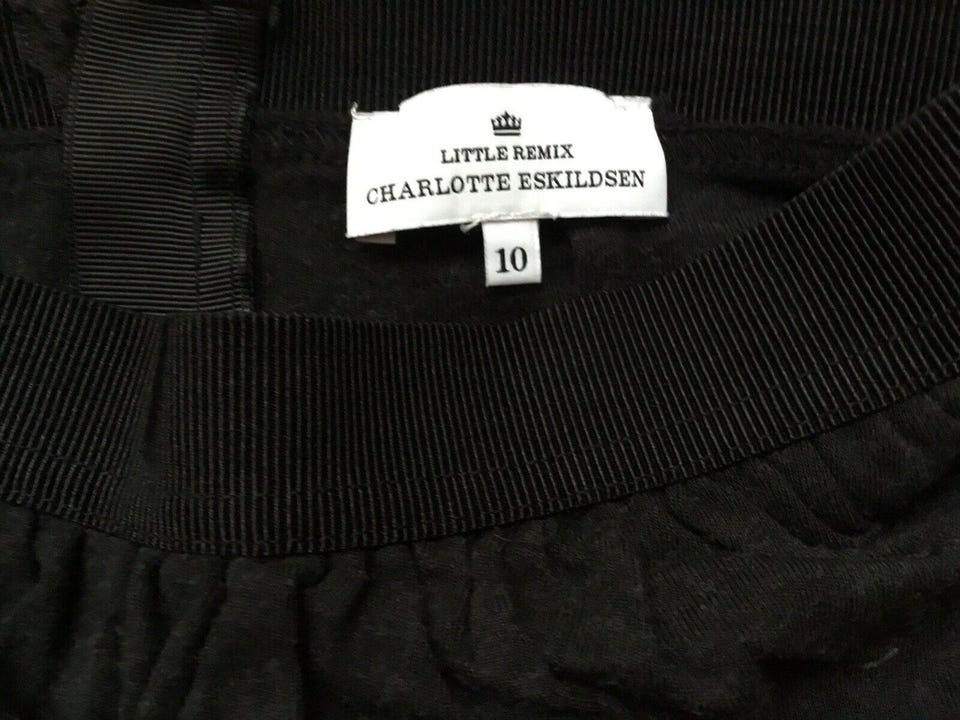 LITTLE REMIX
CHARLOTTE ESKILDSEN
10